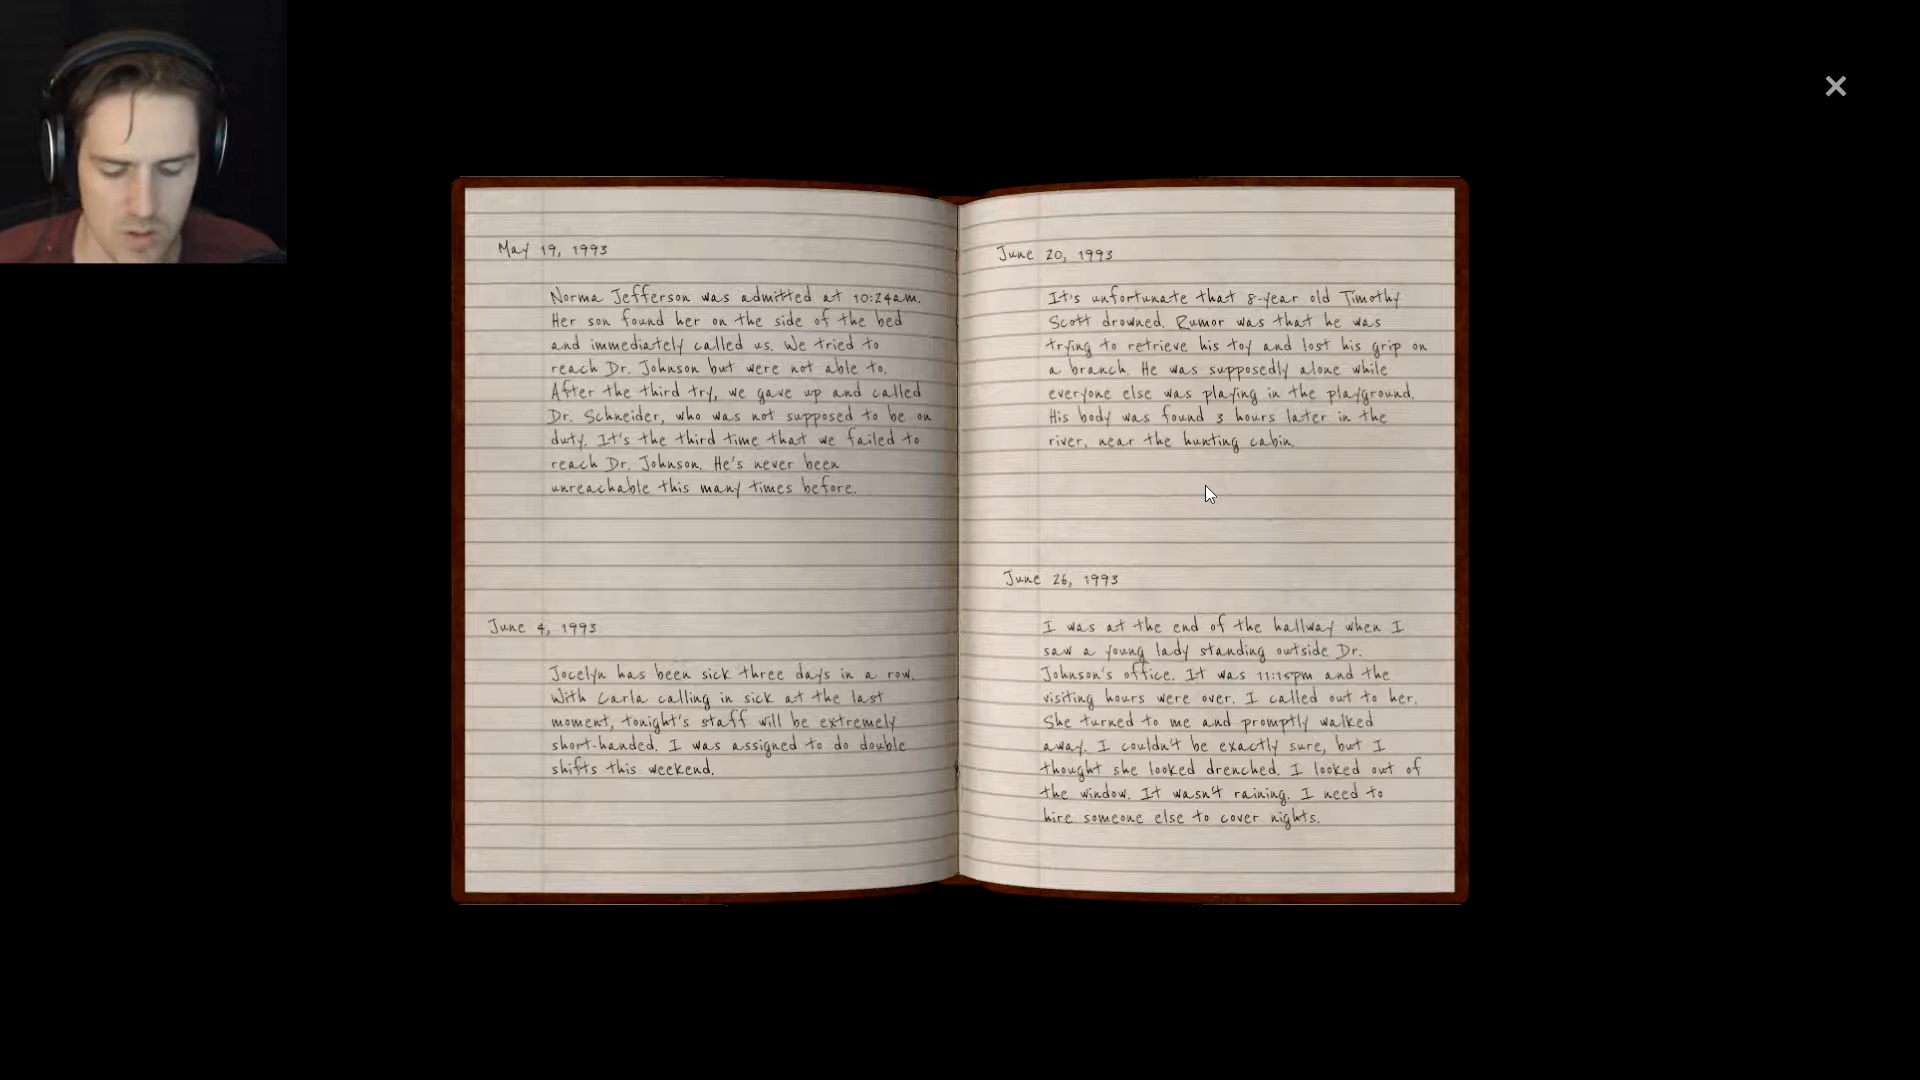 May 19, 1993
Norma Jefferson was admitted at 10:24am.
Her son found her on the side of the bed
and immediately called us. We tried to
reach Dr. Johnson but were not able to.
After the third try, we gave up and called
Dr. Schneider, who was not supposed to be on
duty. It's the third time that we failed to
reach Dr. Johnson. He's never been
unreachable this many times before.
June 4, 1993
Jocelyn has been sick three days in a row.
With Carla calling in sick at the last
moment, tonight's staff will be extremely
short-handed. I was assigned to do double
shifts this weekend.
June 20, 1993
It's unfortunate that 8-year old Timothy
Scott drowned. Rumor was that he was
trying to retrieve his toy and lost his grip on
a branch. He was supposedly alone while
everyone else was playing in the playground.
His body was found 3 hours later in the
river, near the hunting cabin.
June 26, 1993
I was at the end of the hallway when I
saw a young lady standing outside Dr.
Johnson's office. It was 11:15pm and the
visiting hours were over. I called out to her.
She turned to me and promptly walked
away. I couldn't be exactly sure, but I
thought she looked drenched. I looked out of
the window. It wasn't raining. I need to
hire someone else to cover nights.